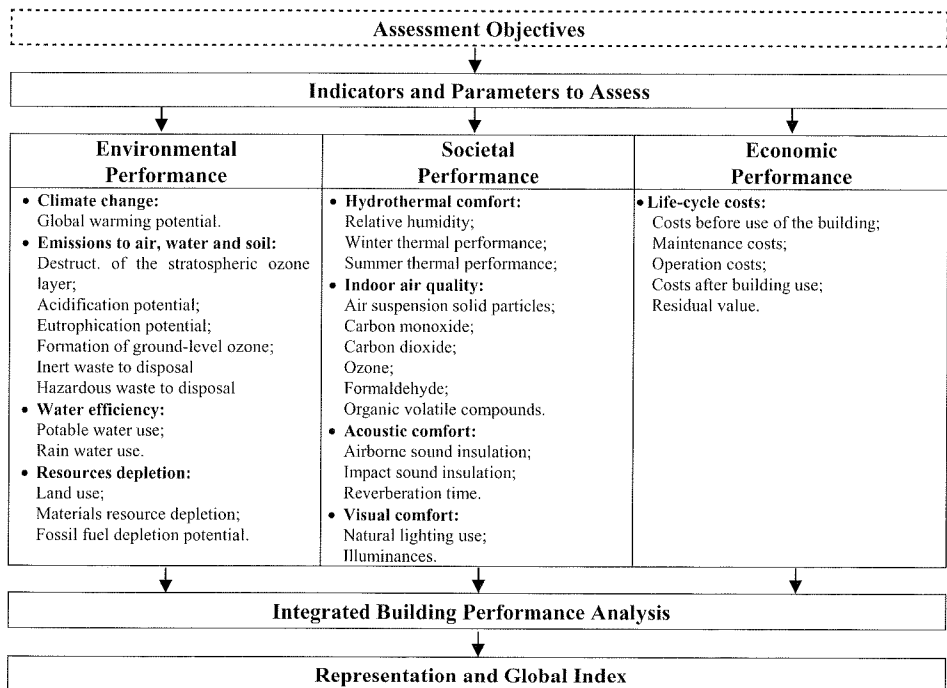 Assessment Objectives
Indicators and Parameters to Assess
Environmental
Performance
• Climate change:
Global warming potential.
• Emissions to air, water and soil:
Destruct. of the stratospheric ozone
layer;
Acidification potential;
Eutrophication potential;
Formation of ground-level ozone;
Inert waste to disposal
Hazardous waste to disposal
• Water efficiency:
Potable water use;
Rain water use.
• Resources depletion:
Land use;
Materials resource depletion;
Fossil fuel depletion potential.
Societal
Performance
• Hydrothermal comfort:
Relative humidity;
Winter thermal performance;
Summer thermal performance;
• Indoor air quality:
Air suspension solid particles;
Carbon monoxide;
Carbon dioxide;
Ozone;
Formaldehyde;
Organic volatile compounds.
• Acoustic comfort:
Airborne sound insulation;
Impact sound insulation;
Reverberation time.
• Visual comfort:
Natural lighting use;
Illuminances.
Economic
Performance
• Life-cycle costs:
Costs before use of the building;
Maintenance costs;
Operation costs;
Costs after building use;
Residual value.
Integrated Building Performance Analysis
Representation and Global Index